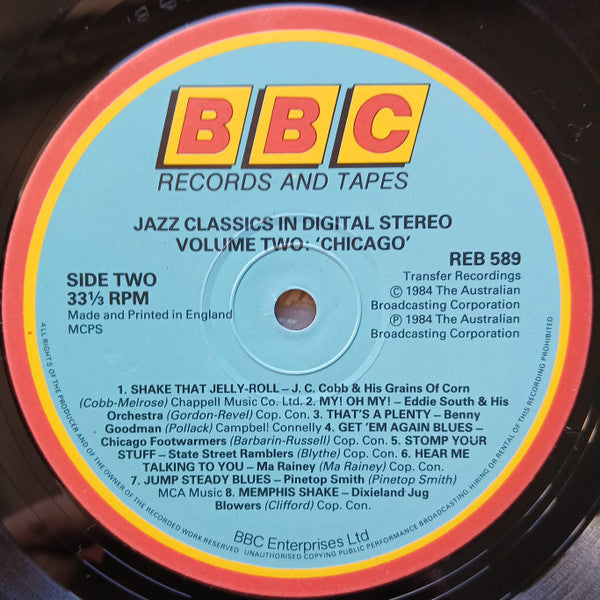 BBC
RECORDS AND TAPES
JAZZ CLASSICS IN DIGITAL STEREO
VOLUME TWO: ‘CHICAGO’
SIDE TWO
33⅓ RPM
Made and Printed in England
MCPS
REB 589
Transfer Recordings
© 1984 The Australian
Broadcasting Corporation
℗ 1984 The Australian
Broadcasting Corporation
1. SHAKE THAT JELLY-ROLL – J. C. Cobb & His Grains Of Corn
(Cobb-Melrose) Chappell Music Co. Ltd. 2. MY! OH MY! – Eddie South & His
Orchestra (Gordon-Revel) Cop. Con. 3. THAT'S A PLENTY – Benny
Goodman (Pollack) Campbell Connelly 4. GET 'EM AGAIN BLUES –
Chicago Footwarmers (Barbarin-Russell) Cop. Con. 5. STOMP YOUR
STUFF – State Street Ramblers (Blythe) Cop. Con. 6. HEAR ME
TALKING TO YOU – Ma Rainey (Ma Rainey) Cop. Con.
7. JUMP STEADY BLUES – Pinetop Smith (Pinetop Smith)
MCA Music 8. MEMPHIS SHAKE – Dixieland Jug
Blowers (Clifford) Cop. Con.
BBC Enterprises Ltd
ALL RIGHTS OF THE PRODUCER AND OF THE OWNER OF THE RECORDED WORK RESERVED UNAUTHORISED COPYING PUBLIC PERFORMANCE BROADCASTING, HIRING OR RENTAL OF THIS RECORDING PROHIBITED